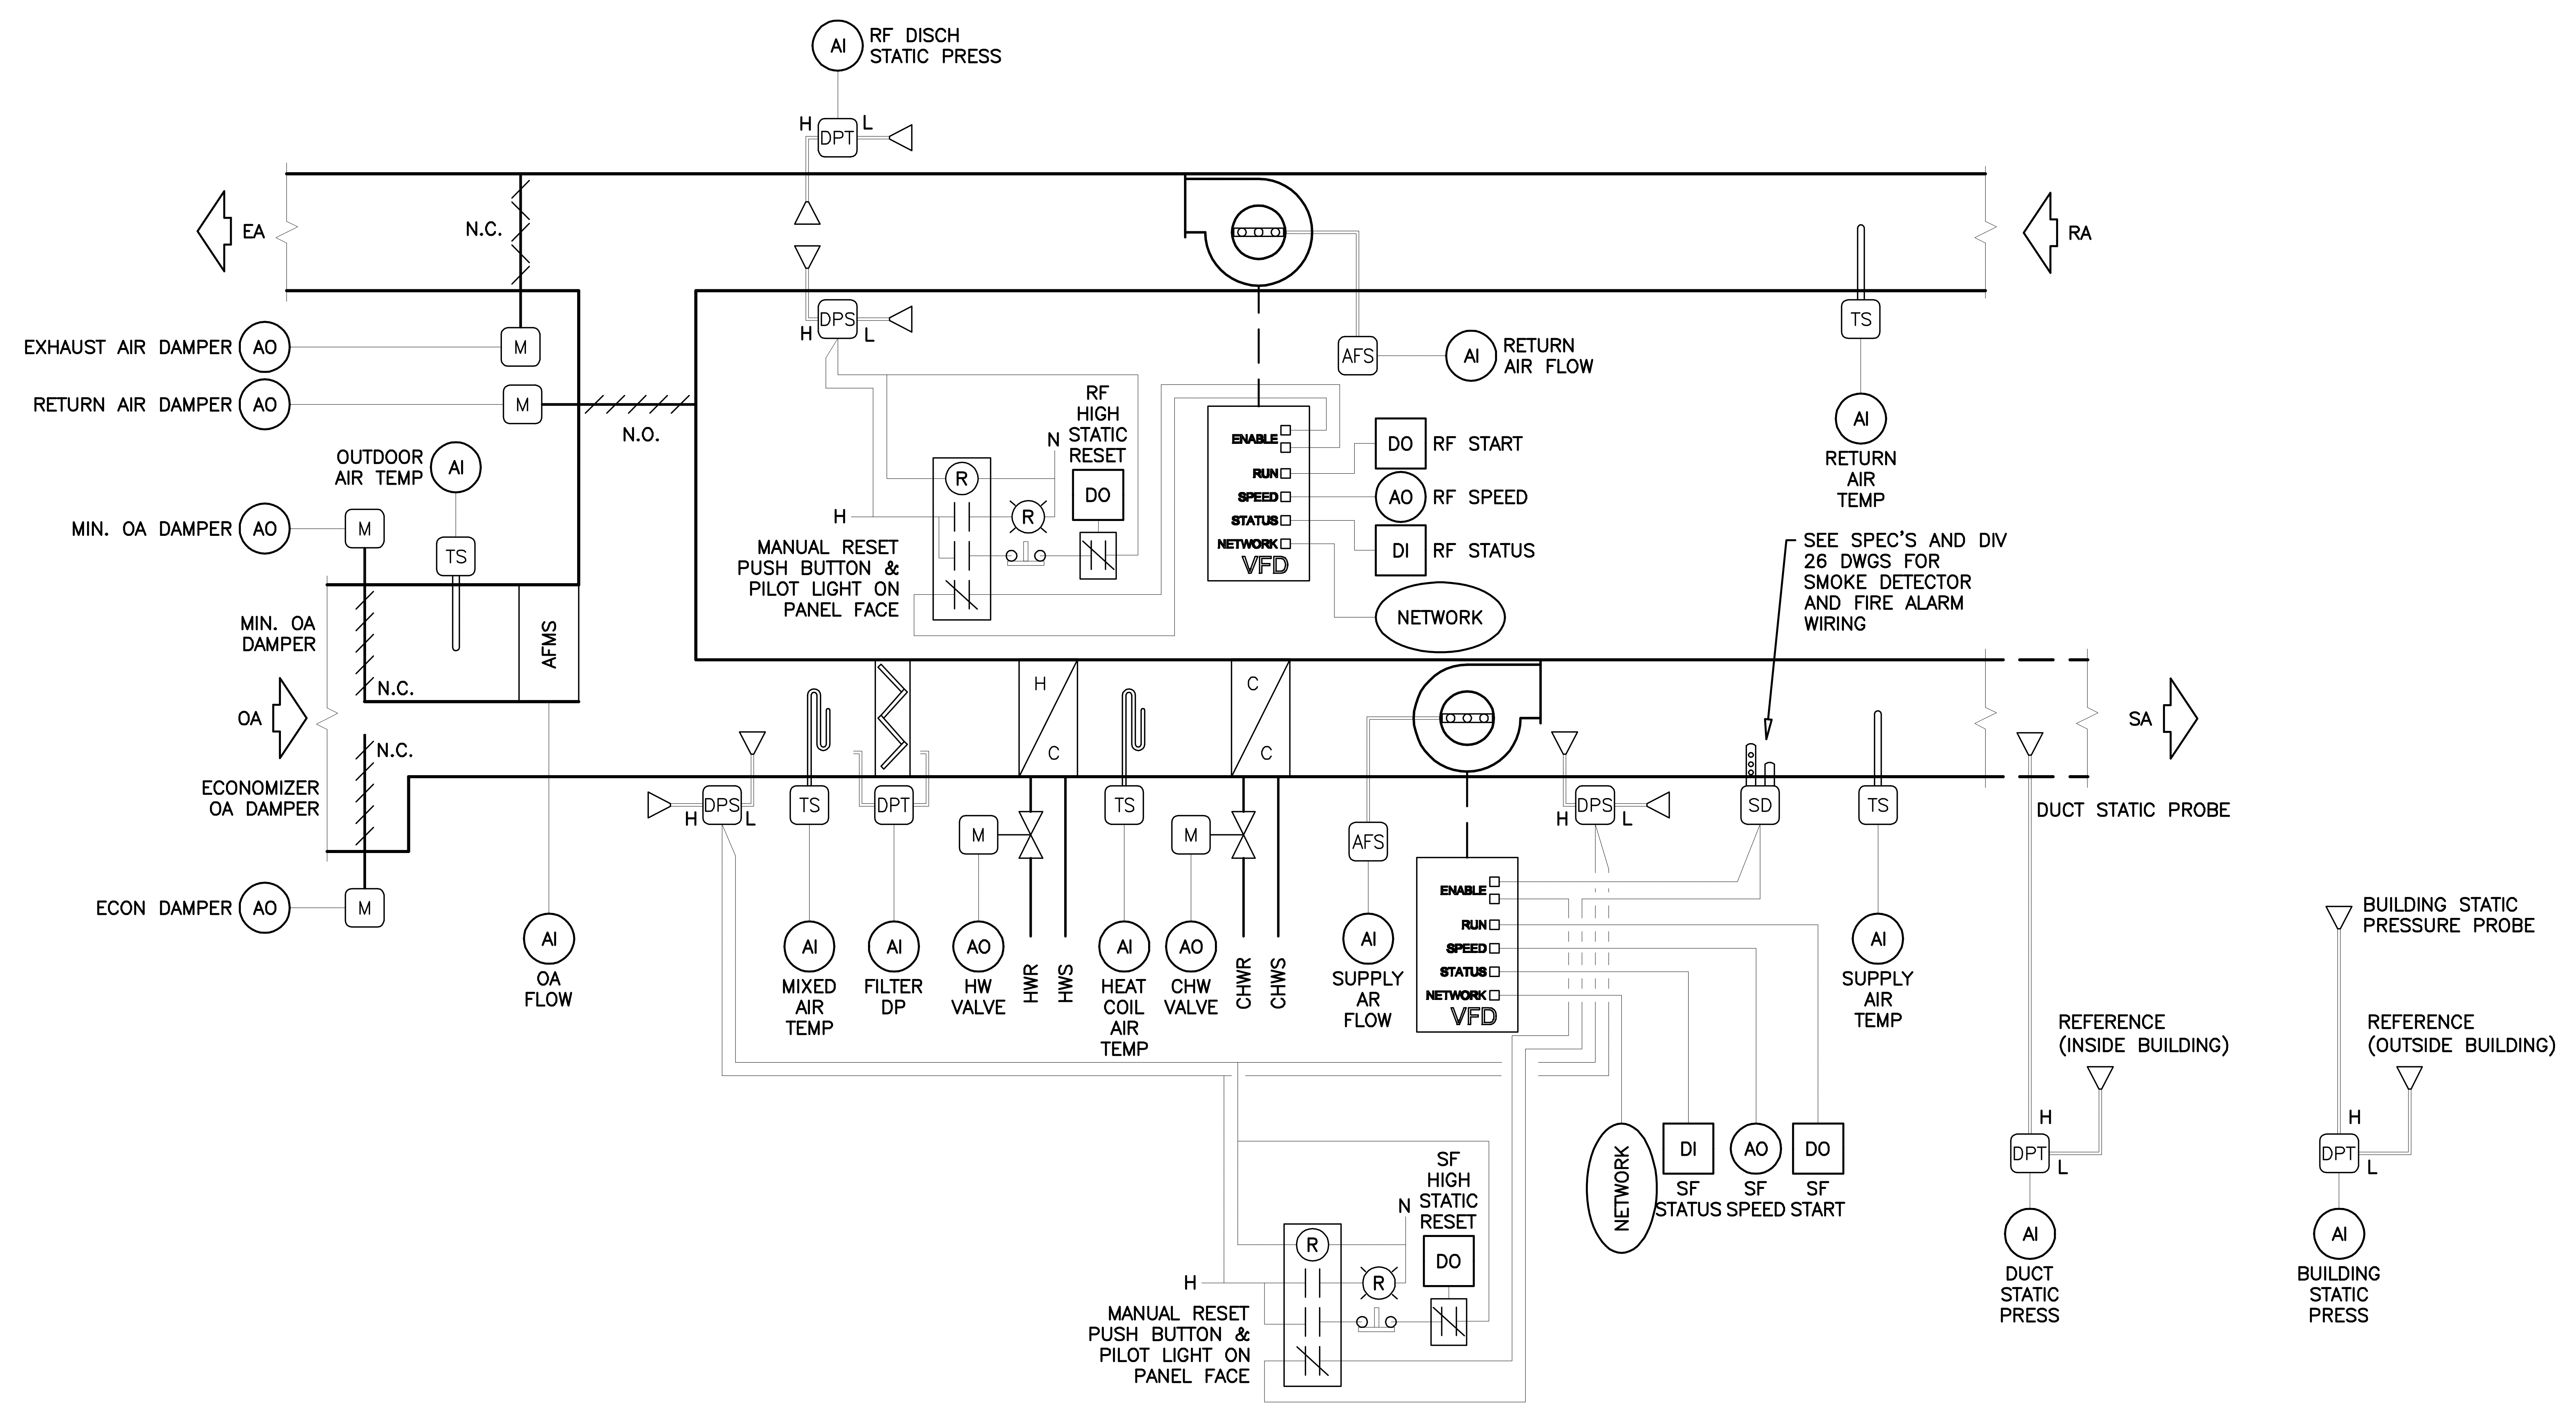 AI
RF DISCH
STATIC PRESS
H
DPT
L
EA
N.C.
RA
H
DPS
L
TS
EXHAUST AIR DAMPER
AO
M
RETURN AIR DAMPER
AO
M
N.O.
AFS
AI
RETURN
AIR FLOW
AI
RETURN
AIR
TEMP
OUTDOOR
AIR TEMP
AI
MIN. OA DAMPER
AO
M
TS
RF
HIGH
STATIC
RESET
N
DO
R
H
R
MANUAL RESET
PUSH BUTTON &
PILOT LIGHT ON
PANEL FACE
ENABLE
RUN
SPEED
STATUS
NETWORK
VFD
DO
RF START
AO
RF SPEED
DI
RF STATUS
NETWORK
SEE SPEC'S AND DIV
26 DWGS FOR
SMOKE DETECTOR
AND FIRE ALARM
WIRING
MIN. OA
DAMPER
AFMS
N.C.
OA
N.C.
ECONOMIZER
OA DAMPER
H
C
C
C
SA
H
DPS
L
TS
DPT
M
TS
M
AFS
H
DPS
L
SD
TS
DUCT STATIC PROBE
ECON DAMPER
AO
M
AI
OA
FLOW
AI
MIXED
AIR
TEMP
AI
FILTER
DP
AO
HW
VALVE
HWR
HWS
AI
HEAT
COIL
AIR
TEMP
AO
CHW
VALVE
CHWR
CHWS
AI
SUPPLY
AR
FLOW
ENABLE
RUN
SPEED
STATUS
NETWORK
VFD
AI
SUPPLY
AIR
TEMP
BUILDING STATIC
PRESSURE PROBE
REFERENCE
(INSIDE BUILDING)
REFERENCE
(OUTSIDE BUILDING)
H
DPT
L
H
DPT
L
NETWORK
DI
SF
STATUS
AO
SF
SPEED
DO
SF
START
AI
DUCT
STATIC
PRESS
AI
BUILDING
STATIC
PRESS
SF
HIGH
STATIC
RESET
N
DO
R
H
R
MANUAL RESET
PUSH BUTTON &
PILOT LIGHT ON
PANEL FACE